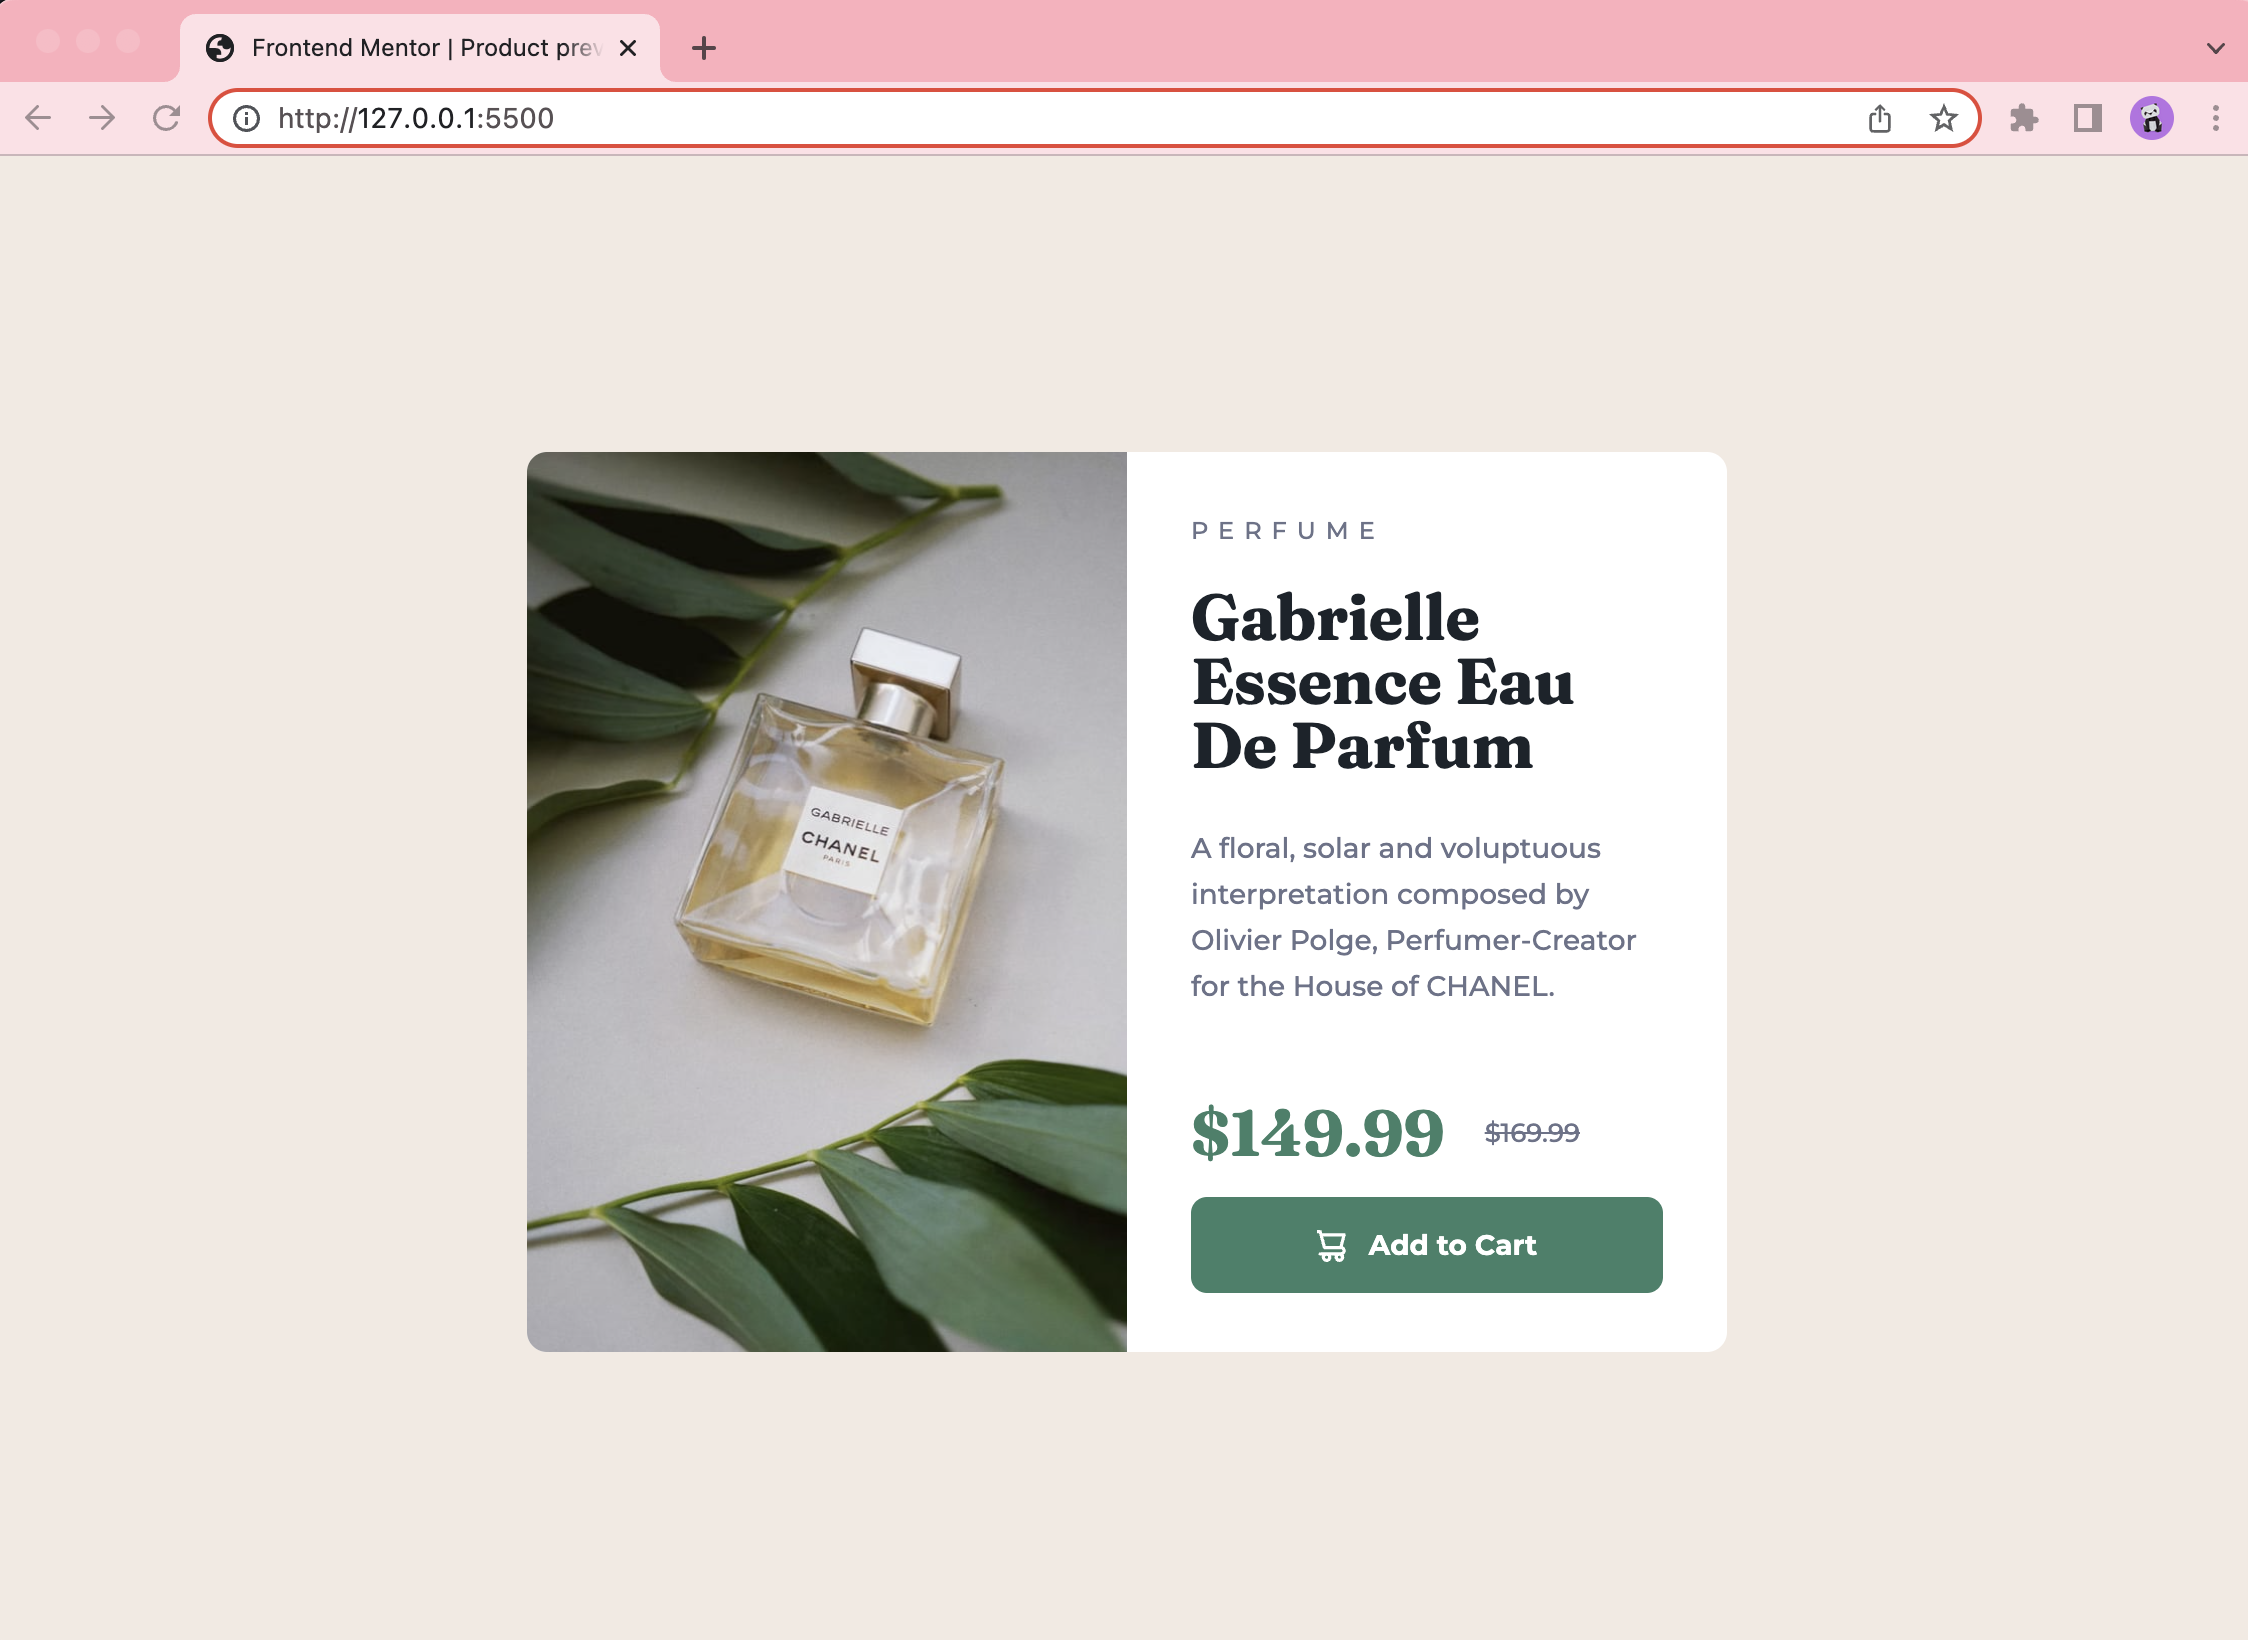 Frontend Mentor | Product prev
http://127.0.0.1:5500
GABRIELLE
CHANEL
PARIS
PERFUME
Gabrielle
Essence Eau
De Parfum
A floral, solar and voluptuous
interpretation composed by
Olivier Polge, Perfumer-Creator
for the House of CHANEL.
$149.99 $169.99
Add to Cart